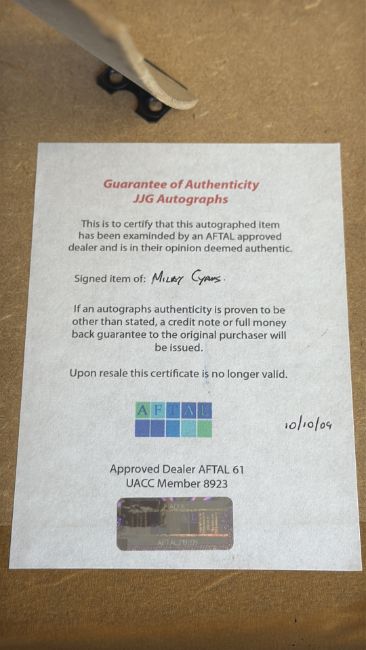 Guarantee of Authenticity
JJG Autographs
This is to certify that this autographed item
has been examinded by an AFTAL approved
dealer and is in their opinion deemed authentic.
Signed item of: Miley Cyrus.
If an autographs authenticity is proven to be
other than stated, a credit note or full money
back guarantee to the original purchaser will
be issued.
Upon resale this certificate is no longer valid.
AFTAL
10/10/09
Approved Dealer AFTAL 61
UACC Member 8923